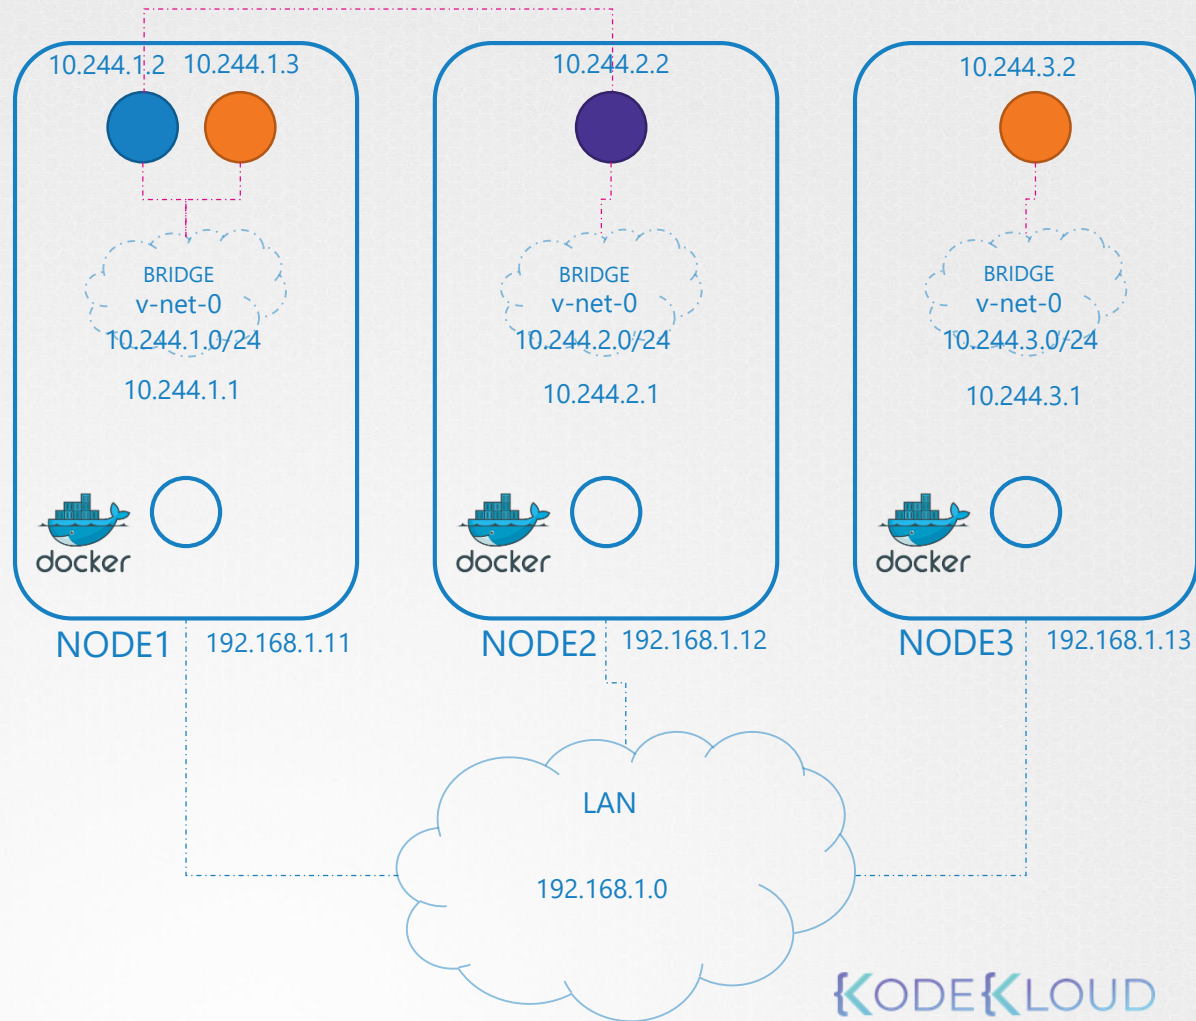 10.244.1.2 10.244.1.3
BRIDGE
v-net-0
10.244.1.0/24
10.244.1.1
docker
NODE1 192.168.1.11
10.244.2.2
BRIDGE
v-net-0
10.244.2.0/24
10.244.2.1
docker
NODE2 192.168.1.12
10.244.3.2
BRIDGE
v-net-0
10.244.3.0/24
10.244.3.1
docker
NODE3 192.168.1.13
LAN
192.168.1.0
{KODE{KLOUD